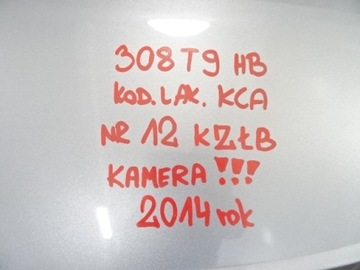 308 T9 HB
KOD. LAK. KCA
NR 12 KZŁB
KAMERA !!!
2014 rok